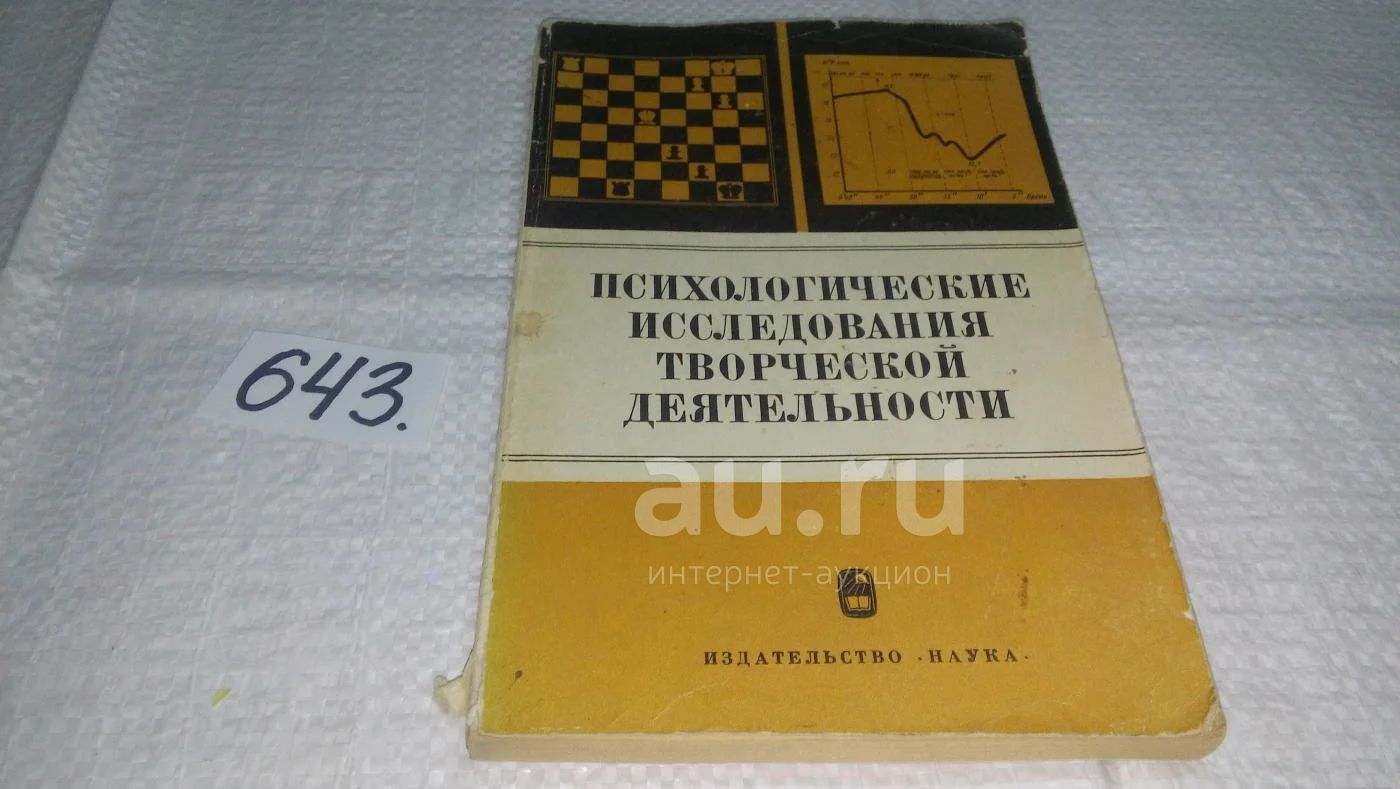 643.
ПСИХОЛОГИЧЕСКИЕ
ИССЛЕДОВАНИЯ
ТВОРЧЕСКОЙ
ДЕЯТЕЛЬНОСТИ
au.ru
интернет-аукцион
ИЗДАТЕЛЬСТВО ·НАУКА·